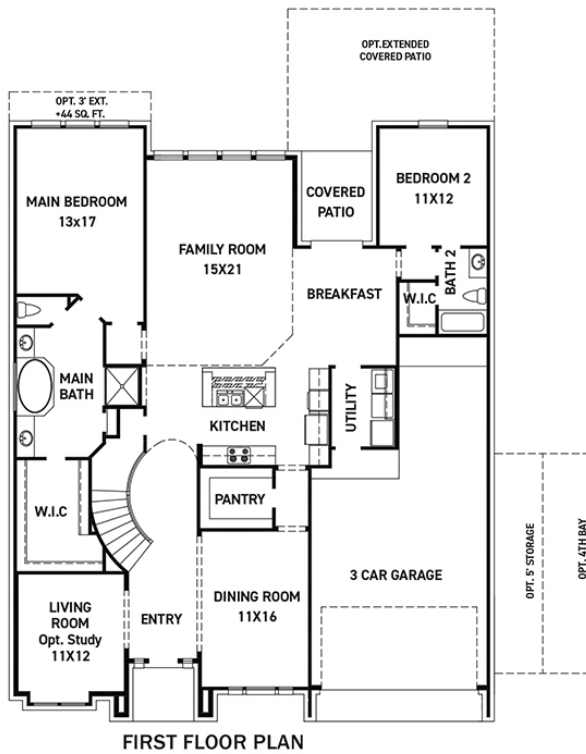 OPT.EXTENDED
COVERED PATIO
OPT. 3' EXT.
+44 SQ. FT.
MAIN BEDROOM
13x17
FAMILY ROOM
15X21
COVERED
PATIO
BEDROOM 2
11X12
BREAKFAST
W.I.C
BATH 2
MAIN
BATH
KITCHEN
UTILITY
W.I.C
PANTRY
LIVING
ROOM
Opt. Study
11X12
ENTRY
DINING ROOM
11X16
3 CAR GARAGE
OPT. 5' STORAGE
OPT. 4TH BAY
FIRST FLOOR PLAN